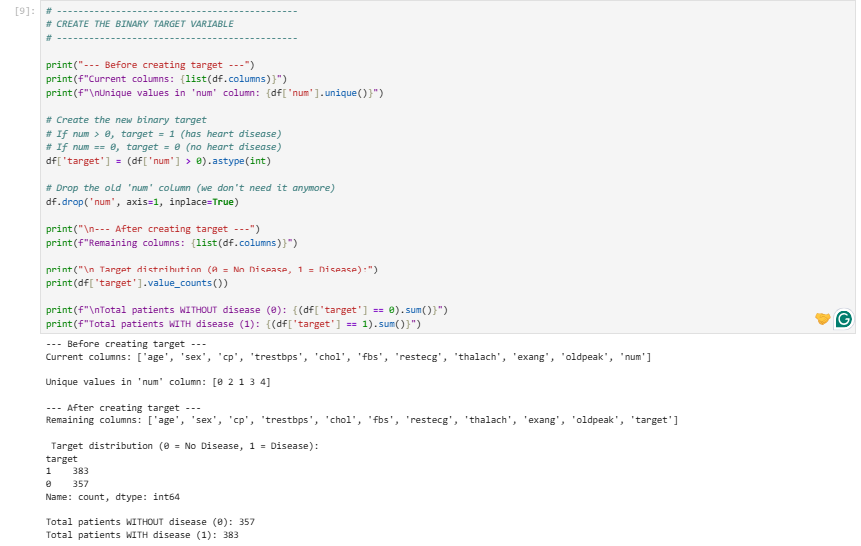 [9]:
# -----------------------------------------------
# CREATE THE BINARY TARGET VARIABLE
# -----------------------------------------------
print("--- Before creating target ---")
print(f"Current columns: {list(df.columns)}")
print(f"\nUnique values in 'num' column: {df['num'].unique()}")
# Create the new binary target
# If num > 0, target = 1 (has heart disease)
# If num == 0, target = 0 (no heart disease)
df['target'] = (df['num'] > 0).astype(int)
# Drop the old 'num' column (we don't need it anymore)
df.drop('num', axis=1, inplace=True)
print("\n--- After creating target ---")
print(f"Remaining columns: {list(df.columns)}")
print("\n Target distribution (0 = No Disease, 1 = Disease):")
print(df['target'].value_counts())
print(f"\nTotal patients WITHOUT disease (0): {(df['target'] == 0).sum()}")
print(f"Total patients WITH disease (1): {(df['target'] == 1).sum()}")
--- Before creating target ---
Current columns: ['age', 'sex', 'cp', 'trestbps', 'chol', 'fbs', 'restecg', 'thalach', 'exang', 'oldpeak', 'num']
Unique values in 'num' column: [0 2 1 3 4]
--- After creating target ---
Remaining columns: ['age', 'sex', 'cp', 'trestbps', 'chol', 'fbs', 'restecg', 'thalach', 'exang', 'oldpeak', 'target']
Target distribution (0 = No Disease, 1 = Disease):
target
1    383
0    357
Name: count, dtype: int64
Total patients WITHOUT disease (0): 357
Total patients WITH disease (1): 383